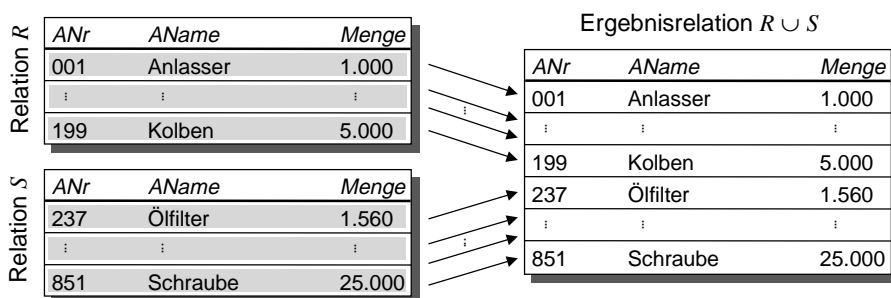 Relation R
ANr AName Menge
001 Anlasser 1.000
⋮ ⋮ ⋮
199 Kolben 5.000
Relation S
ANr AName Menge
237 Ölfilter 1.560
⋮ ⋮ ⋮
851 Schraube 25.000
⋮
⋮
Ergebnisrelation R ∪ S
ANr AName Menge
001 Anlasser 1.000
⋮ ⋮ ⋮
199 Kolben 5.000
237 Ölfilter 1.560
⋮ ⋮ ⋮
851 Schraube 25.000